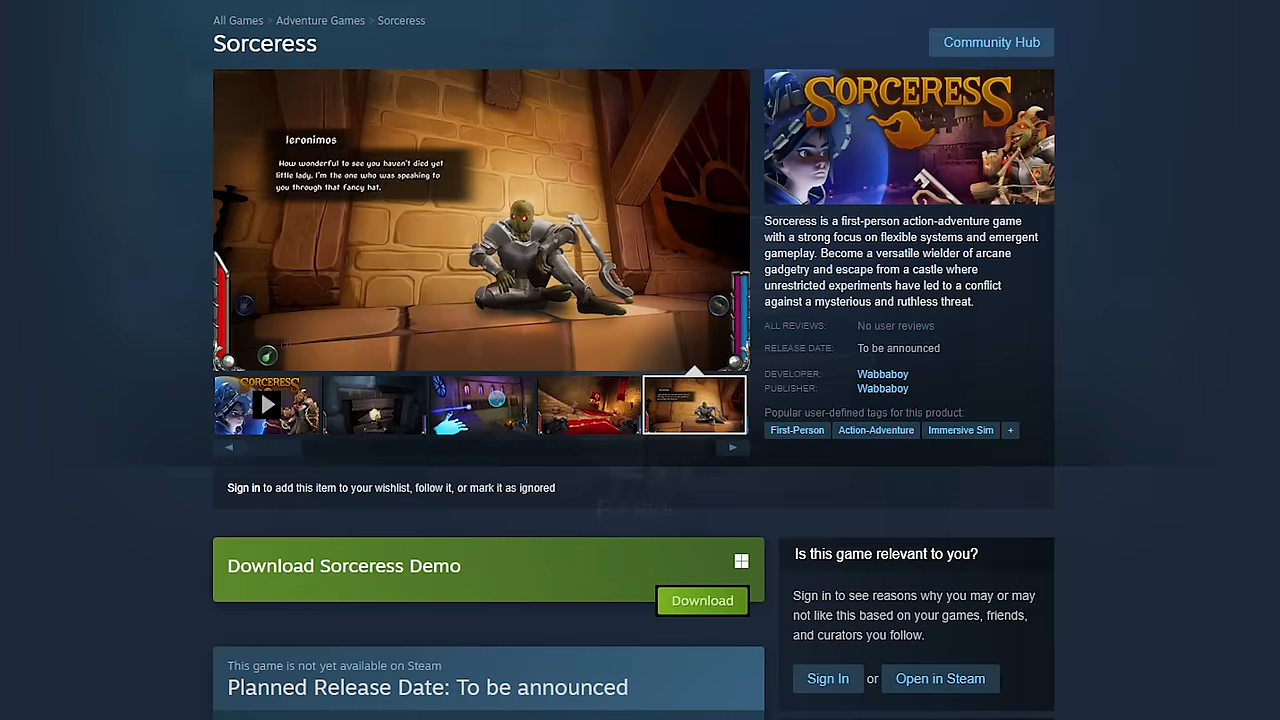 All Games > Adventure Games > Sorceress
Sorceress
Community Hub
Ieronimos
How wonderful to see you haven't died yet
little lady. I'm the one who was speaking to
you through that fancy hat.
SORCERESS
Sorceress is a first-person action-adventure game
with a strong focus on flexible systems and emergent
gameplay. Become a versatile wielder of arcane
gadgetry and escape from a castle where
unrestricted experiments have led to a conflict
against a mysterious and ruthless threat.
ALL REVIEWS: No user reviews
RELEASE DATE: To be announced
DEVELOPER: Wabbaboy
PUBLISHER: Wabbaboy
Popular user-defined tags for this product:
First-Person Action-Adventure Immersive Sim +
SORCERESS
Sign in to add this item to your wishlist, follow it, or mark it as ignored
Download Sorceress Demo
Download
Is this game relevant to you?
Sign in to see reasons why you may or may
not like this based on your games, friends,
and curators you follow.
Sign In or Open in Steam
This game is not yet available on Steam
Planned Release Date: To be announced